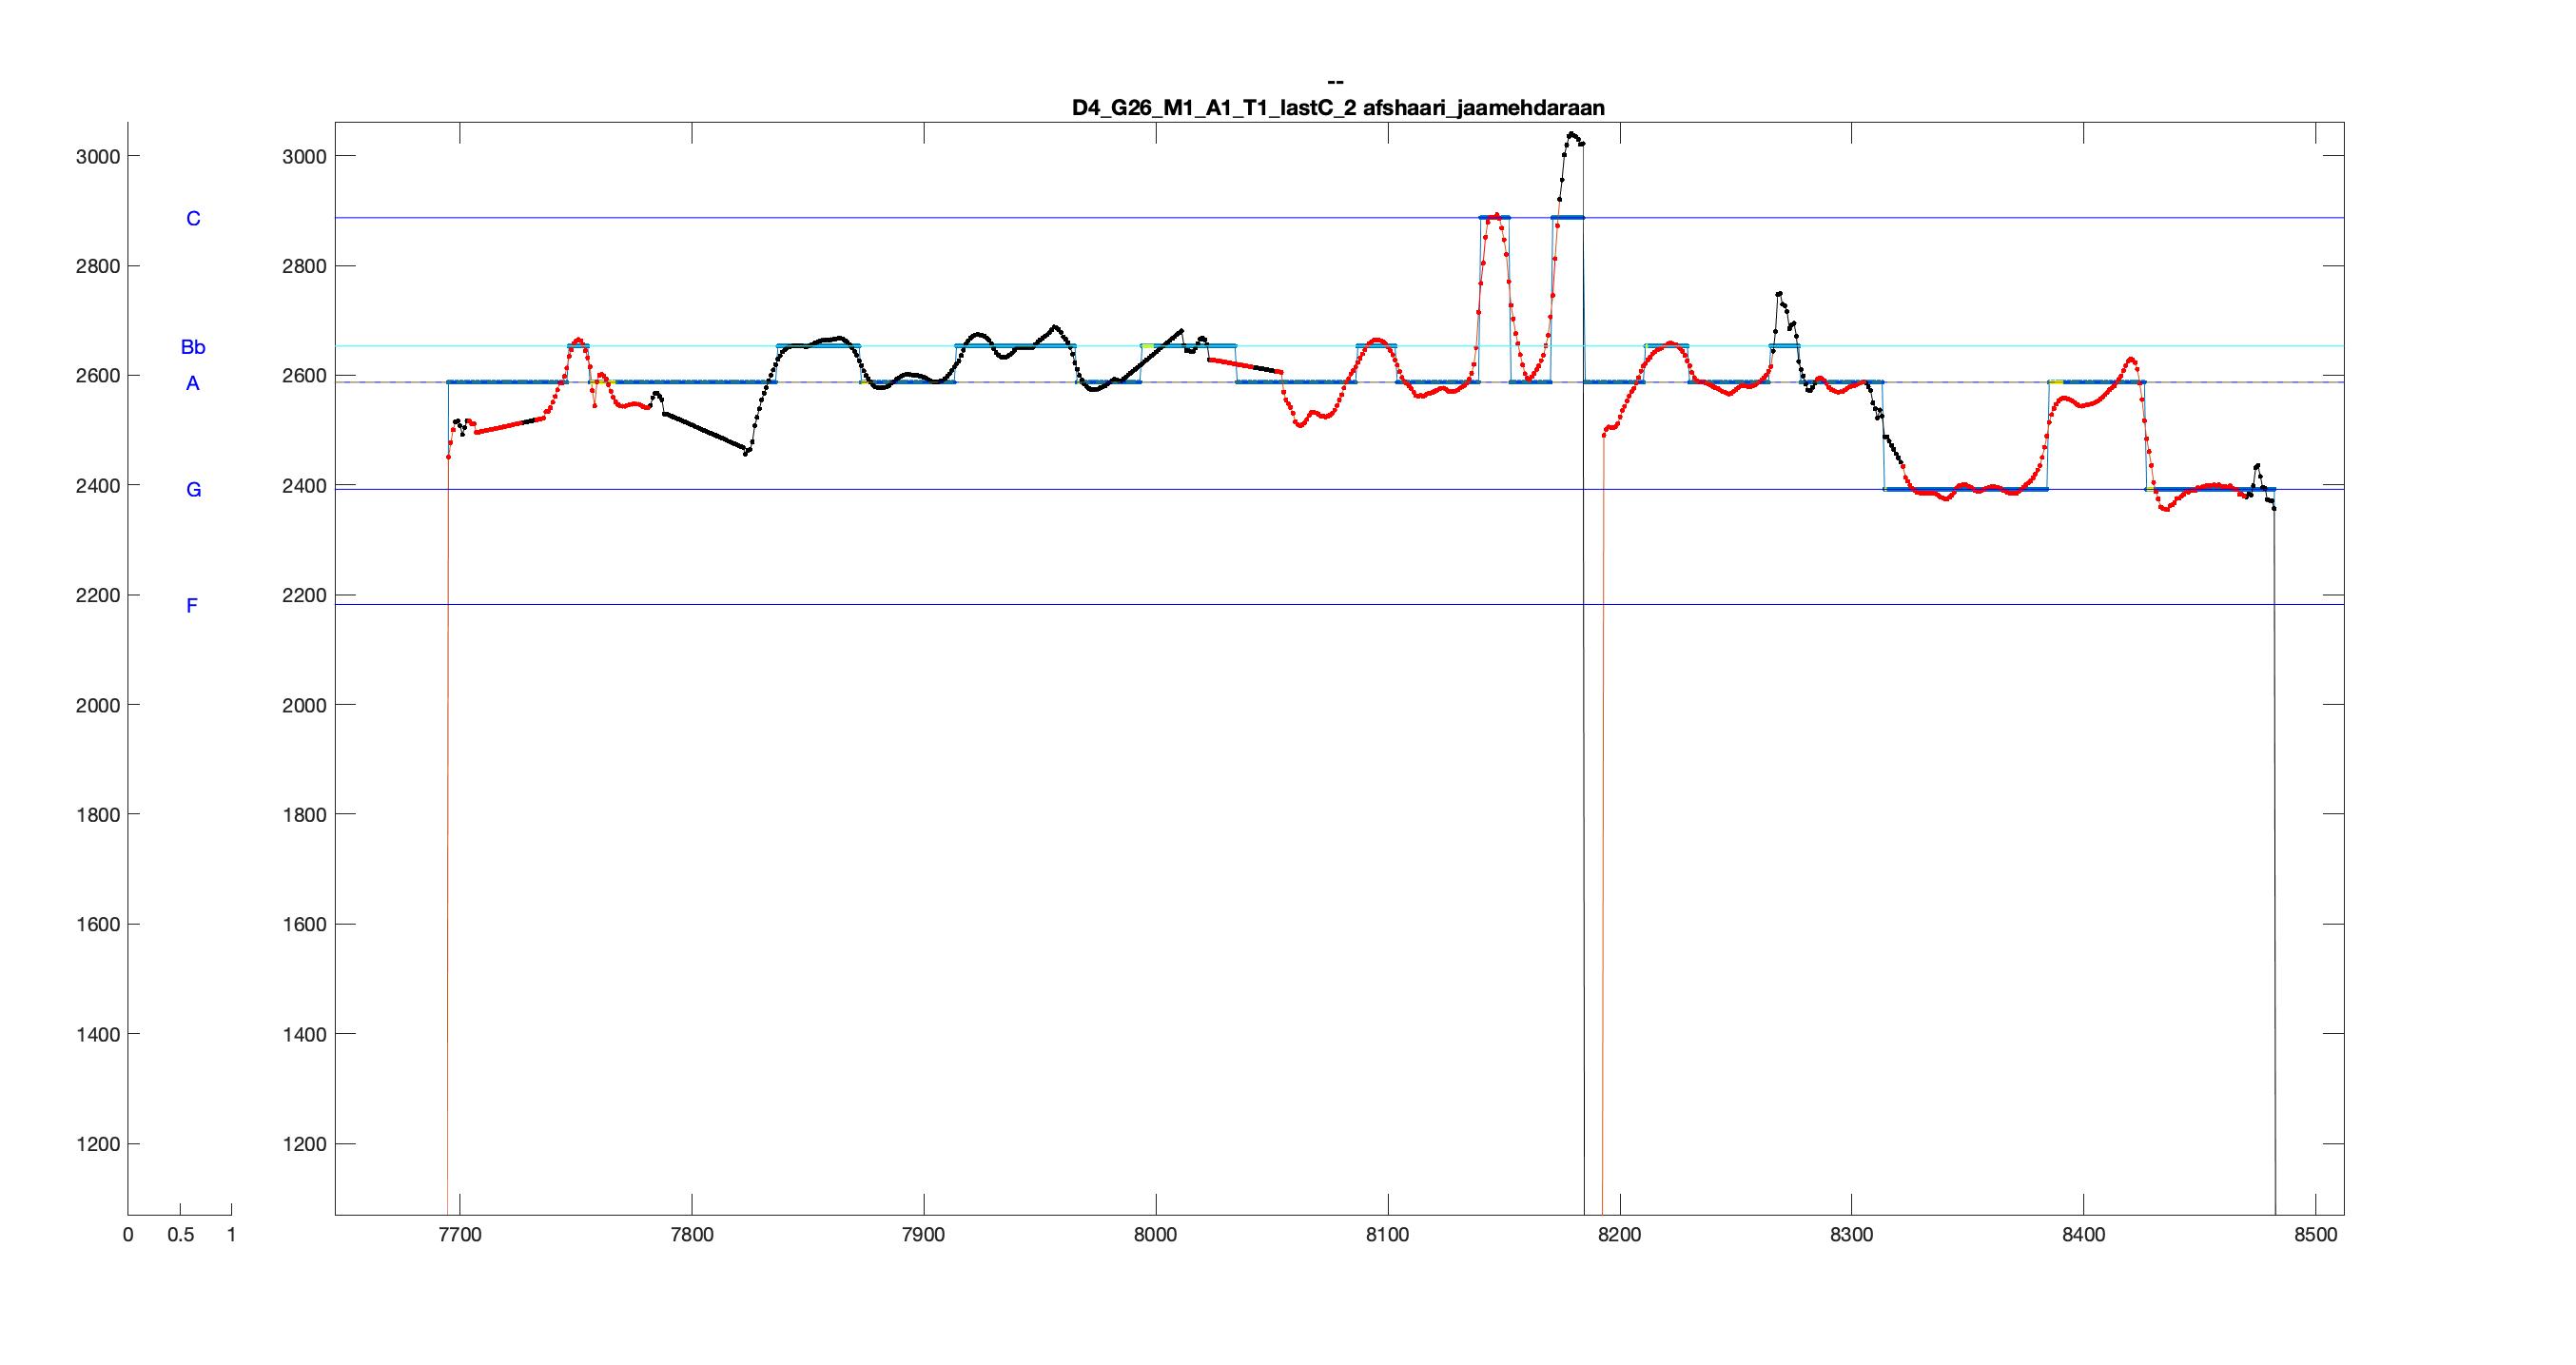 --
D4_G26_M1_A1_T1_lastC_2 afshaari_jaamehdaraan
3000 3000
C
2800 2800
Bb
2600 2600
A
G
2400 2400
F
2200 2200
2000 2000
1800 1800
1600 1600
1400 1400
1200 1200
0 0.5 1 7700 7800 7900 8000 8100 8200 8300 8400 8500